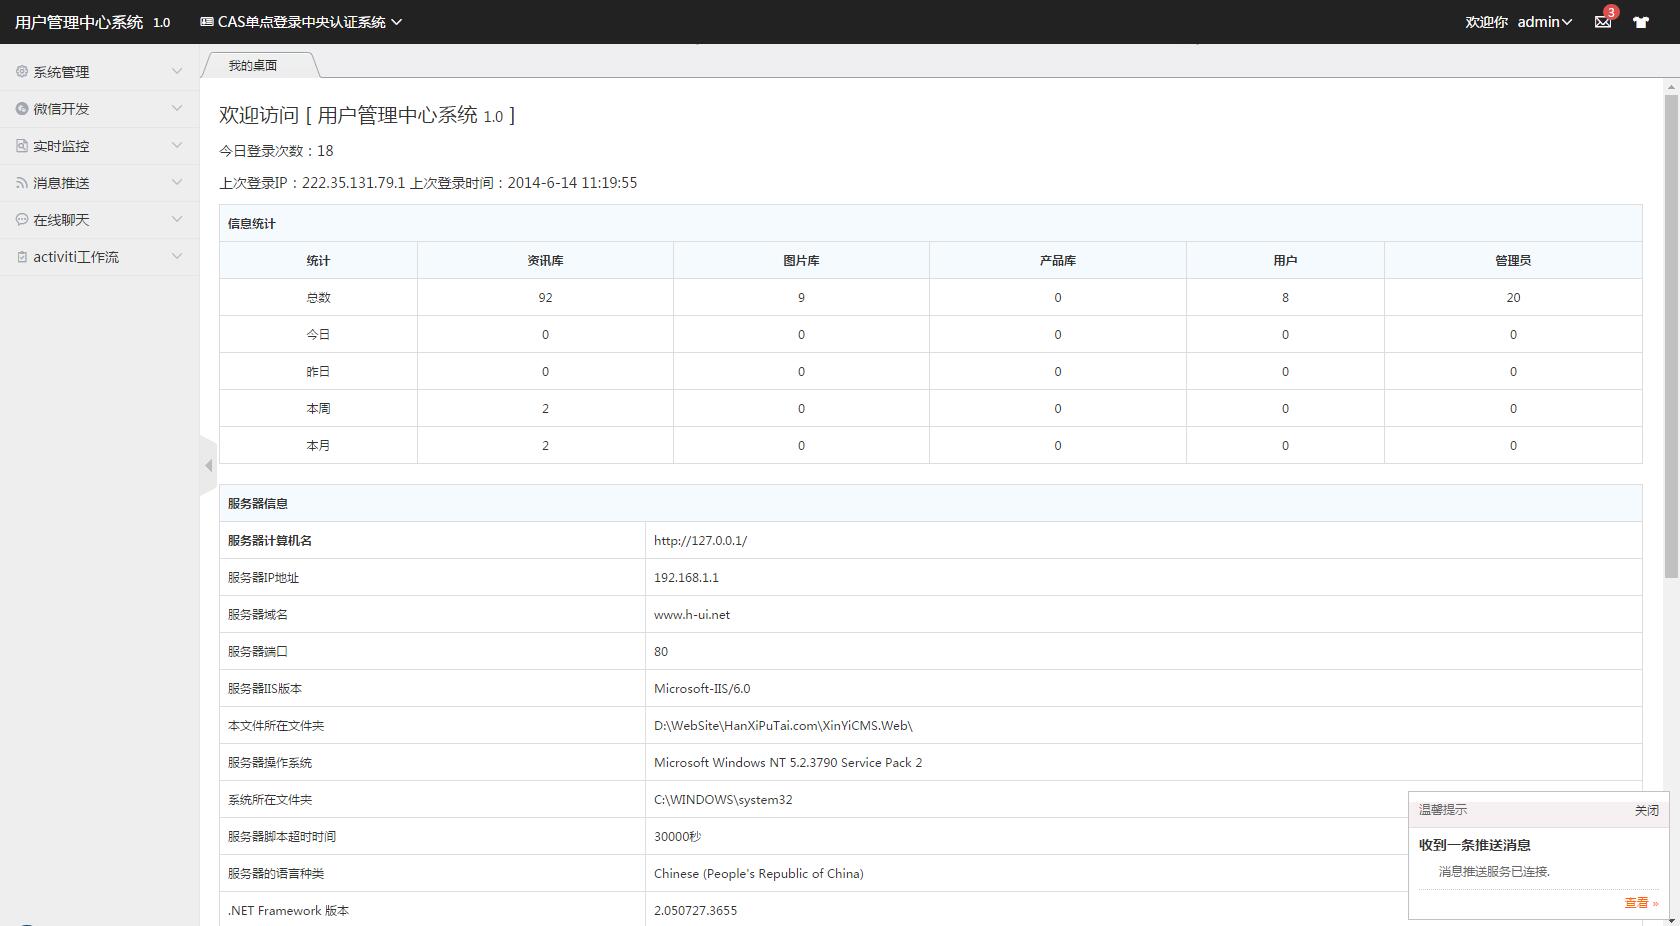 用户管理中心系统 1.0 CAS单点登录中央认证系统 欢迎你 admin 3
系统管理
微信开发
实时监控
消息推送
在线聊天
activiti工作流
我的桌面
欢迎访问 [ 用户管理中心系统 1.0 ]
今日登录次数：18
上次登录IP：222.35.131.79.1 上次登录时间：2014-6-14 11:19:55
信息统计
统计 资讯库 图片库 产品库 用户 管理员
总数 92 9 0 8 20
今日 0 0 0 0 0
昨日 0 0 0 0 0
本周 2 0 0 0 0
本月 2 0 0 0 0
服务器信息
服务器计算机名 http://127.0.0.1/
服务器IP地址 192.168.1.1
服务器域名 www.h-ui.net
服务器端口 80
服务器IIS版本 Microsoft-IIS/6.0
本文件所在文件夹 D:\WebSite\HanXiPuTai.com\XinYiCMS.Web\
服务器操作系统 Microsoft Windows NT 5.2.3790 Service Pack 2
系统所在文件夹 C:\WINDOWS\system32
服务器脚本超时时间 30000秒
服务器的语言种类 Chinese (People's Republic of China)
.NET Framework 版本 2.050727.3655
温馨提示 关闭
收到一条推送消息
消息推送服务已连接.
查看 »